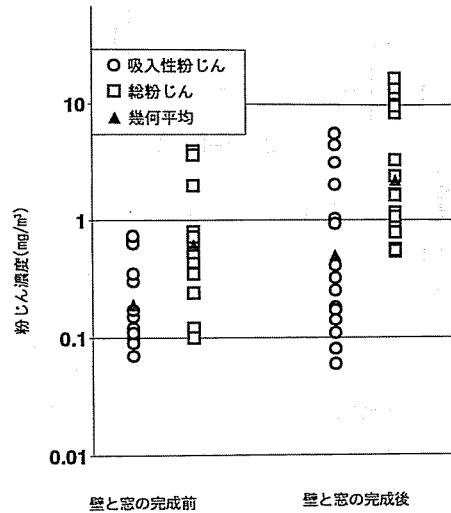 吸入性粉じん
総粉じん
幾何平均
10
1
0.1
0.01
粉じん濃度(mg/m³)
壁と窓の完成前
壁と窓の完成後